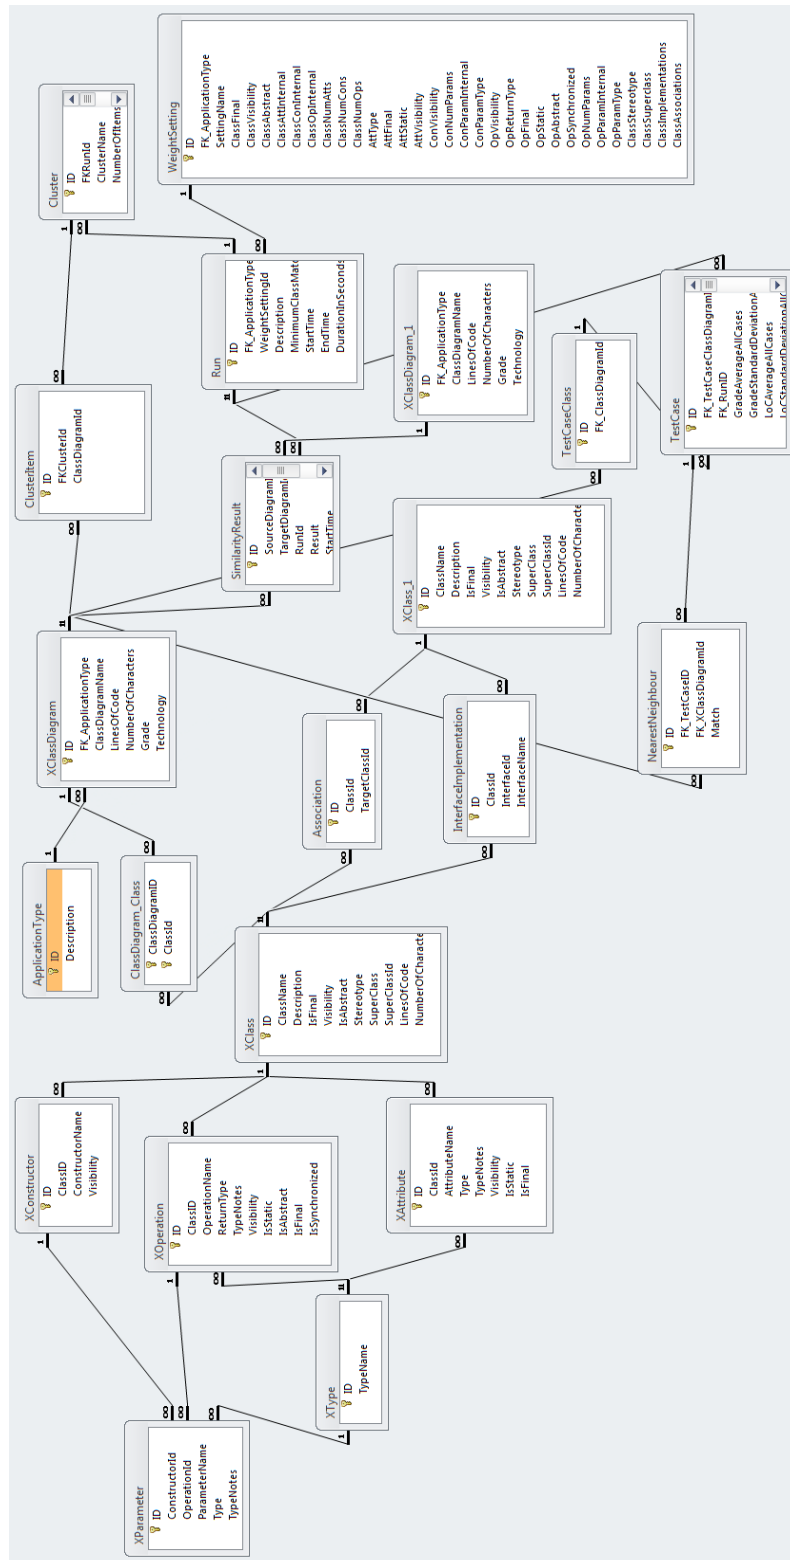 XParameter
ID
ConstructorId
OperationId
ParameterName
Type
TypeNotes
XConstructor
ID
ClassID
ConstructorName
Visibility
XOperation
ID
ClassID
OperationName
ReturnType
TypeNotes
Visibility
IsStatic
IsAbstract
IsFinal
IsSynchronized
XType
ID
TypeName
XAttribute
ID
ClassId
AttributeName
Type
TypeNotes
Visibility
IsStatic
IsFinal
ApplicationType
ID
Description
ClassDiagram_Class
ClassDiagramID
ClassId
XClass
ID
ClassName
Description
IsFinal
Visibility
IsAbstract
Stereotype
SuperClass
SuperClassId
LinesOfCode
NumberOfCharacte
XClassDiagram
ID
FK_ApplicationType
ClassDiagramName
LinesOfCode
NumberOfCharacters
Grade
Technology
Association
ID
ClassId
TargetClassId
InterfaceImplementation
ID
ClassId
InterfaceId
InterfaceName
ClusterItem
ID
FKClusterId
ClassDiagramId
SimilarityResult
ID
SourceDiagramI
TargetDiagramI
RunId
Result
StartTime
XClass_1
ID
ClassName
Description
IsFinal
Visibility
IsAbstract
Stereotype
SuperClass
SuperClassId
LinesOfCode
NumberOfCharacte
NearestNeighbour
ID
FK_TestCaseID
FK_XClassDiagramId
Match
Cluster
ID
FKRunId
ClusterName
NumberOfItems
Run
ID
FK_ApplicationType
WeightSettingId
Description
MinimumClassMatc
StartTime
EndTime
DurationInSeconds
XClassDiagram_1
ID
FK_ApplicationType
ClassDiagramName
LinesOfCode
NumberOfCharacters
Grade
Technology
TestCaseClass
ID
FK_ClassDiagramId
TestCase
ID
FK_TestCaseClassDiagramI
FK_RunID
GradeAverageAllCases
GradeStandardDeviationA
LoCAverageAllCases
LoCStandardDeviationAllC
WeightSetting
ID
FK_ApplicationType
SettingName
ClassFinal
ClassVisibility
ClassAbstract
ClassAttInternal
ClassConInternal
ClassOpInternal
ClassNumAtts
ClassNumCons
ClassNumOps
AttType
AttFinal
AttStatic
AttVisibility
ConVisibility
ConNumParams
ConParamInternal
ConParamType
OpVisibility
OpReturnType
OpFinal
OpStatic
OpAbstract
OpSynchronized
OpNumParams
OpParamInternal
OpParamType
ClassStereotype
ClassSuperclass
ClassImplementations
ClassAssociations